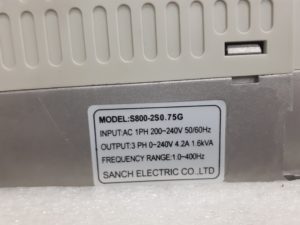 MODEL:S800-2S0.75G
INPUT:AC 1PH 200~240V 50/60Hz
OUTPUT:3 PH 0~240V 4.2A 1.6kVA
FREQUENCY RANGE:1.0~400Hz
SANCH ELECTRIC CO.,LTD